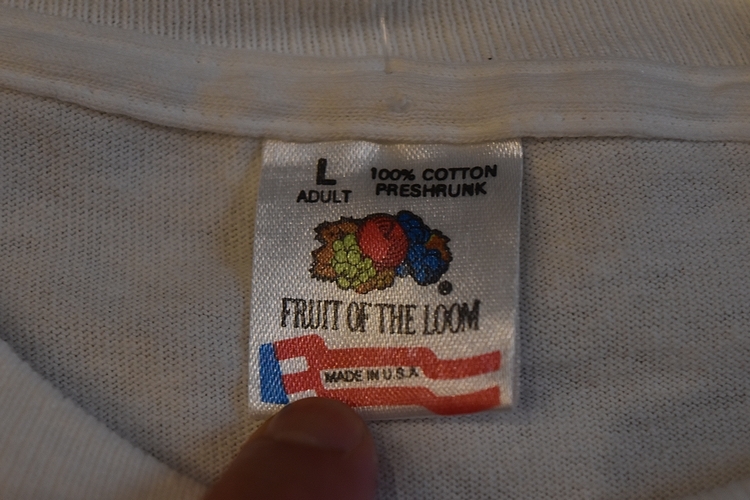 L
ADULT
100% COTTON
PRESHRUNK
®
FRUIT OF THE LOOM
MADE IN U.S.A.